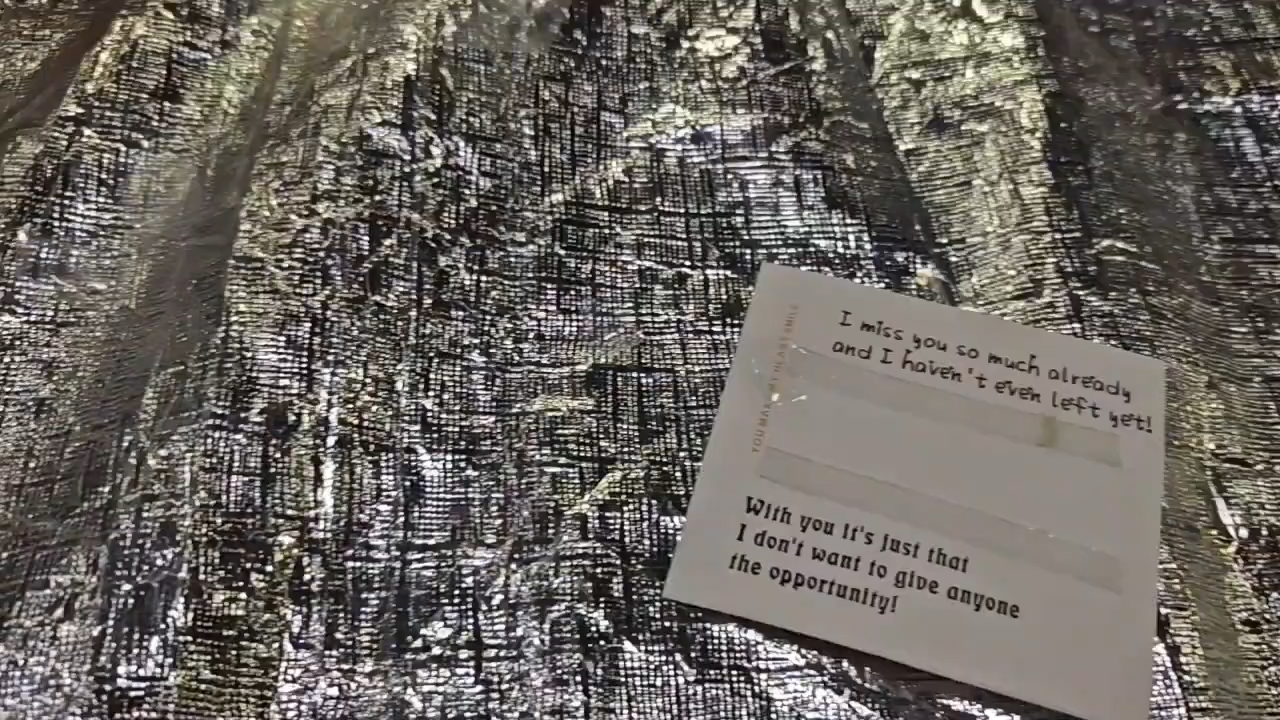 I miss you so much already
and I haven't even left yet!
With you it's just that
I don't want to give anyone
the opportunity!